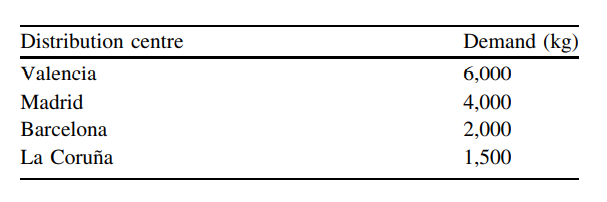 Distribution centre Demand (kg)
Valencia 6,000
Madrid 4,000
Barcelona 2,000
La Coruña 1,500